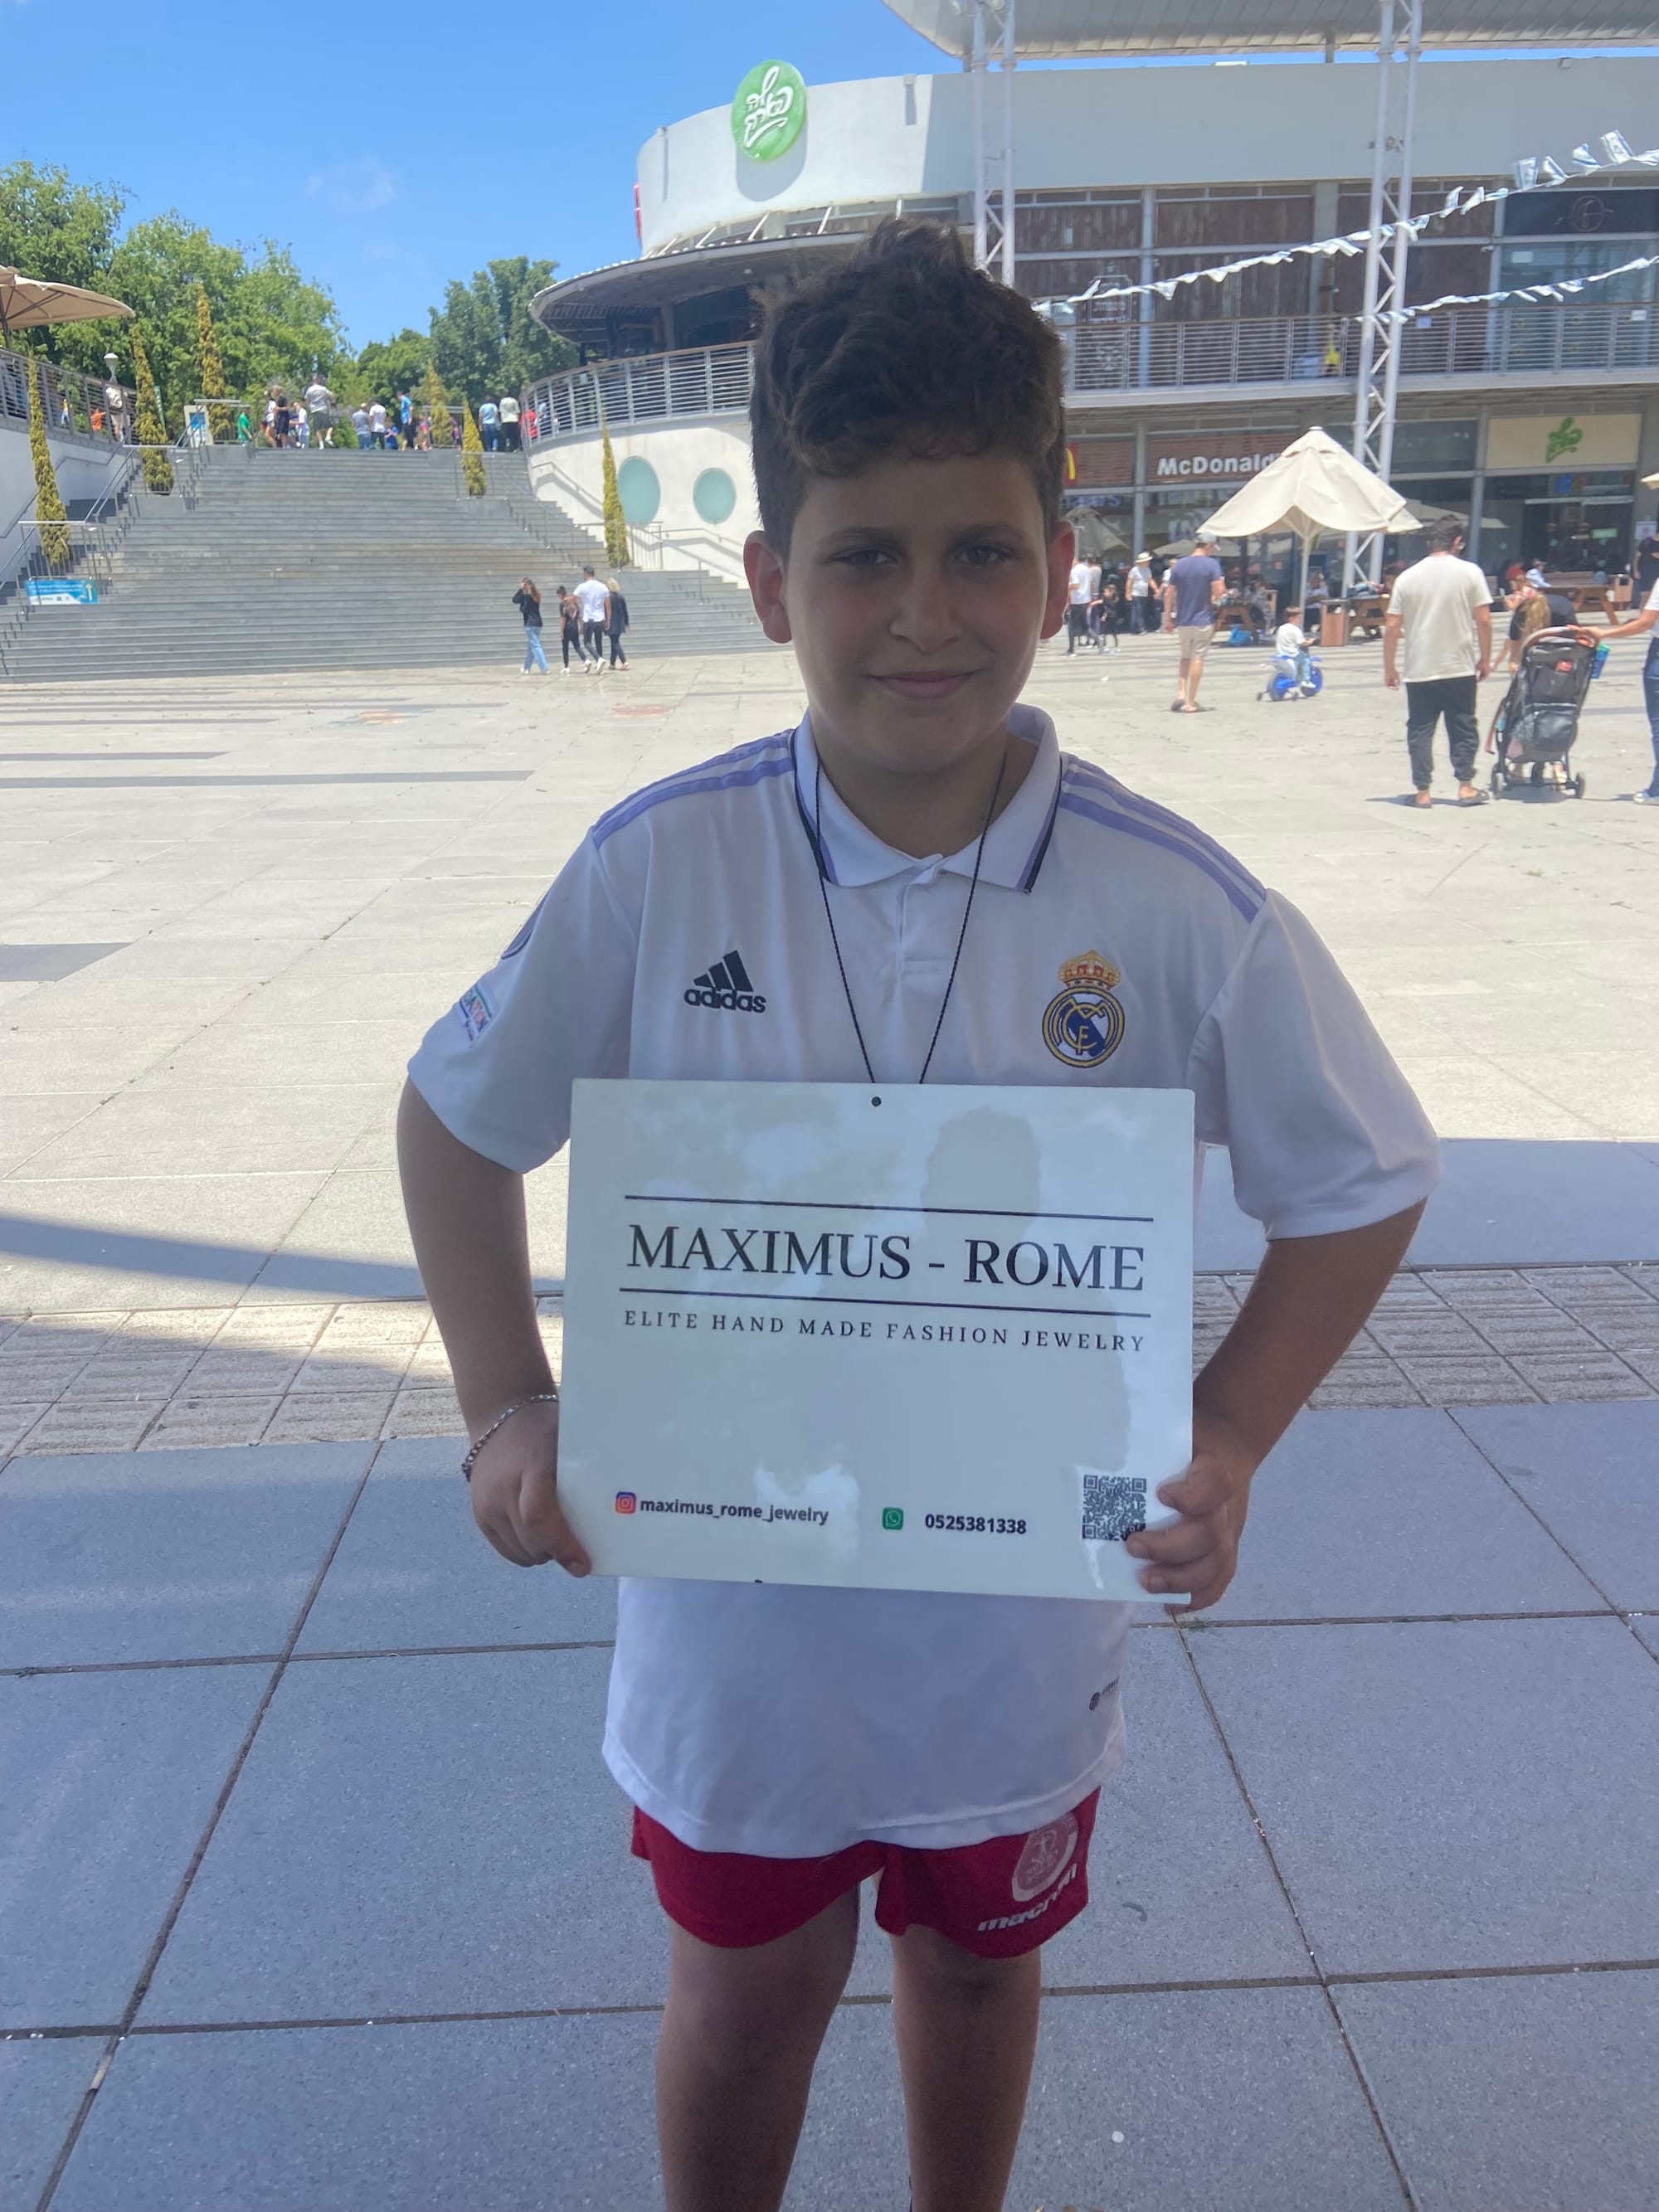 McDonald
adidas
MAXIMUS - ROME
ELITE HAND MADE FASHION JEWELRY
maximus_rome_jewelry
0525381338
macron